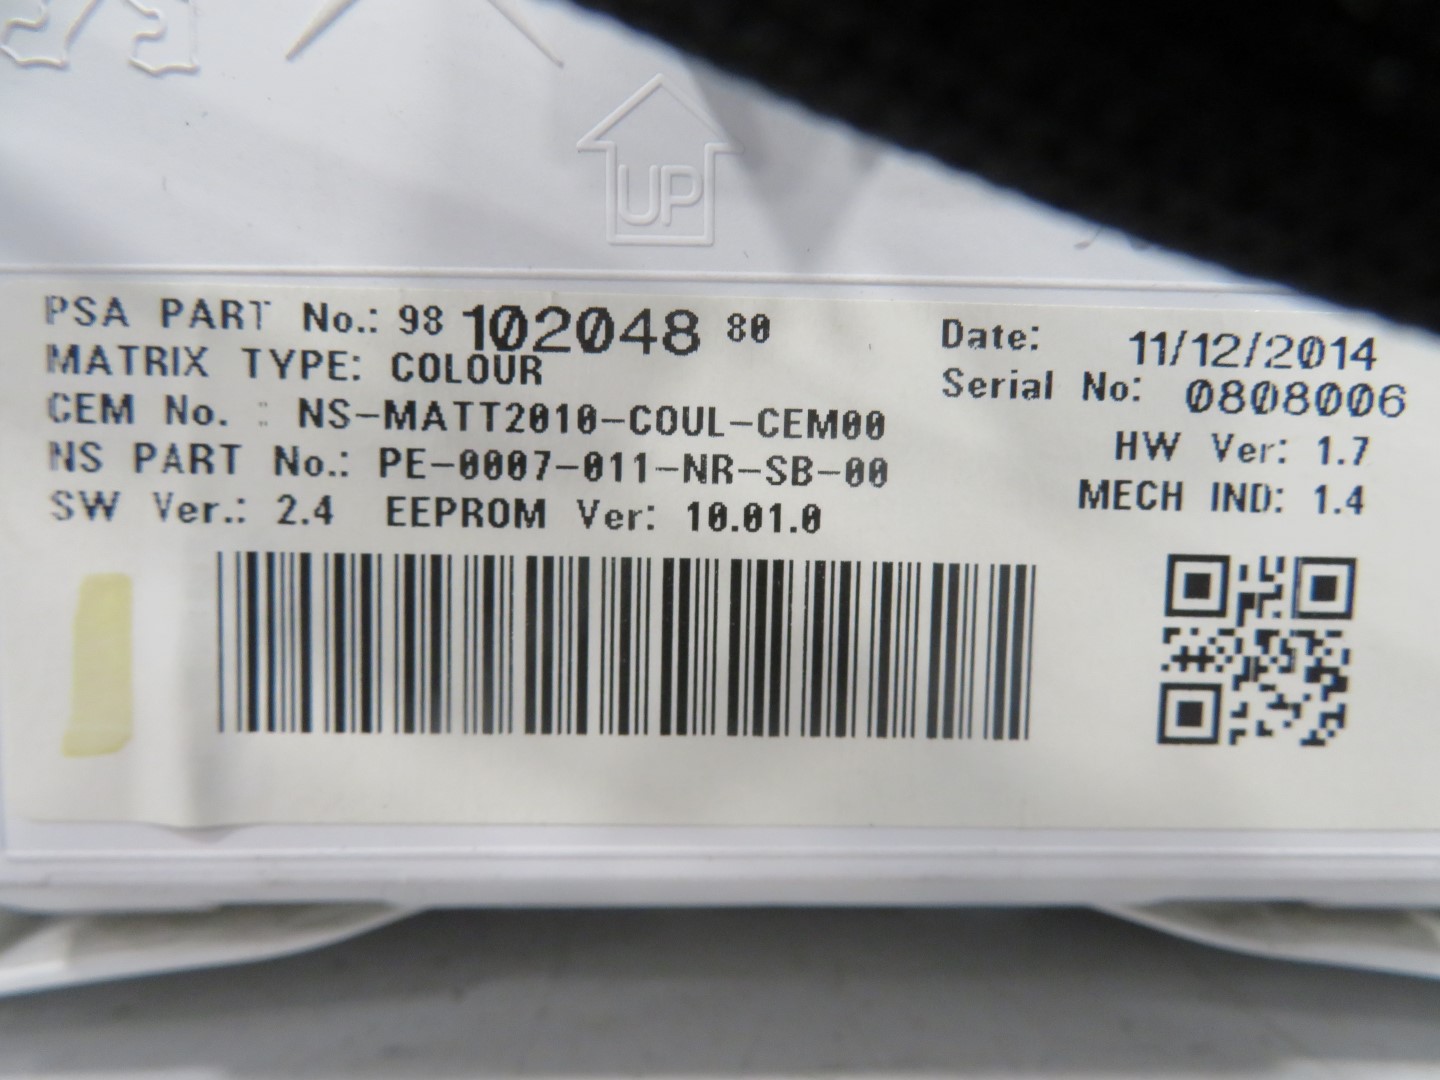 UP
PSA PART No.: 98 102048 80
MATRIX TYPE: COLOUR
CEM No. : NS-MATT2010-COUL-CEM00
NS PART No.: PE-0007-011-NR-SB-00
SW Ver.: 2.4 EEPROM Ver: 10.01.0
Date: 11/12/2014
Serial No: 0808006
HW Ver: 1.7
MECH IND: 1.4